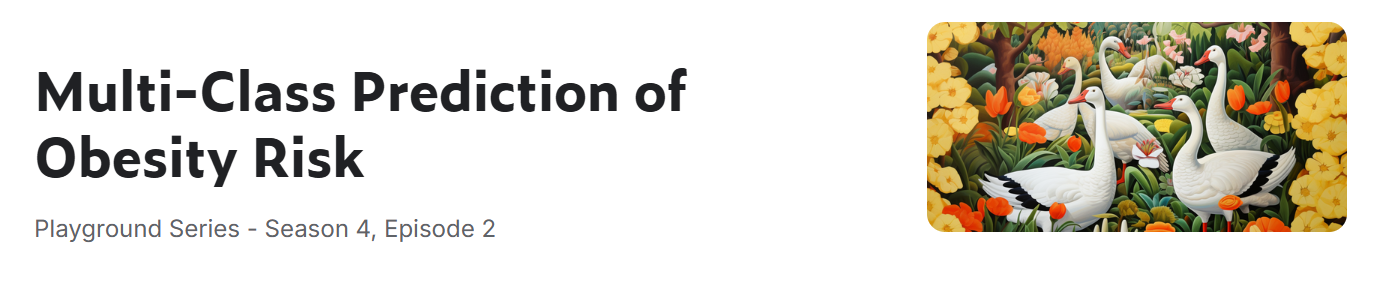 Multi-Class Prediction of
Obesity Risk
Playground Series - Season 4, Episode 2